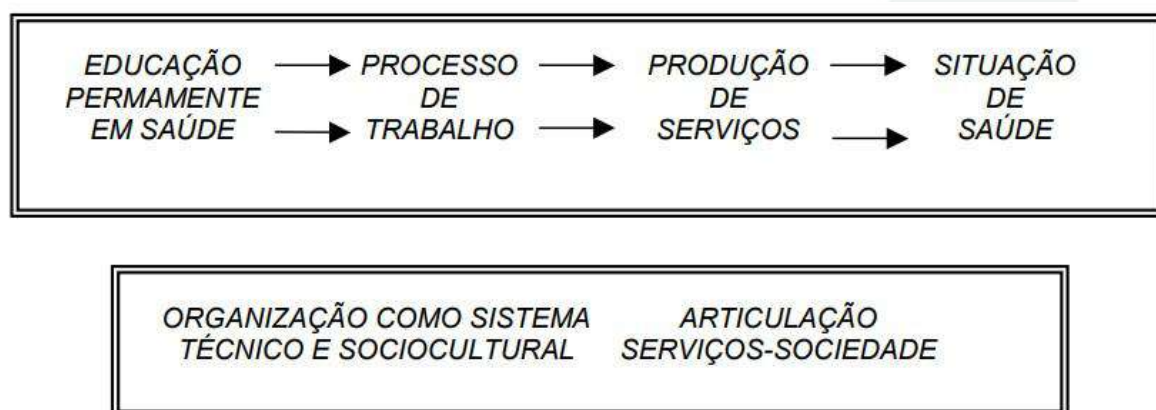 EDUCAÇÃO PROCESSO PRODUÇÃO SITUAÇÃO
PERMAMENTE DE DE DE
EM SAÚDE TRABALHO SERVIÇOS SAÚDE
ORGANIZAÇÃO COMO SISTEMA ARTICULAÇÃO
TÉCNICO E SOCIOCULTURAL SERVIÇOS-SOCIEDADE